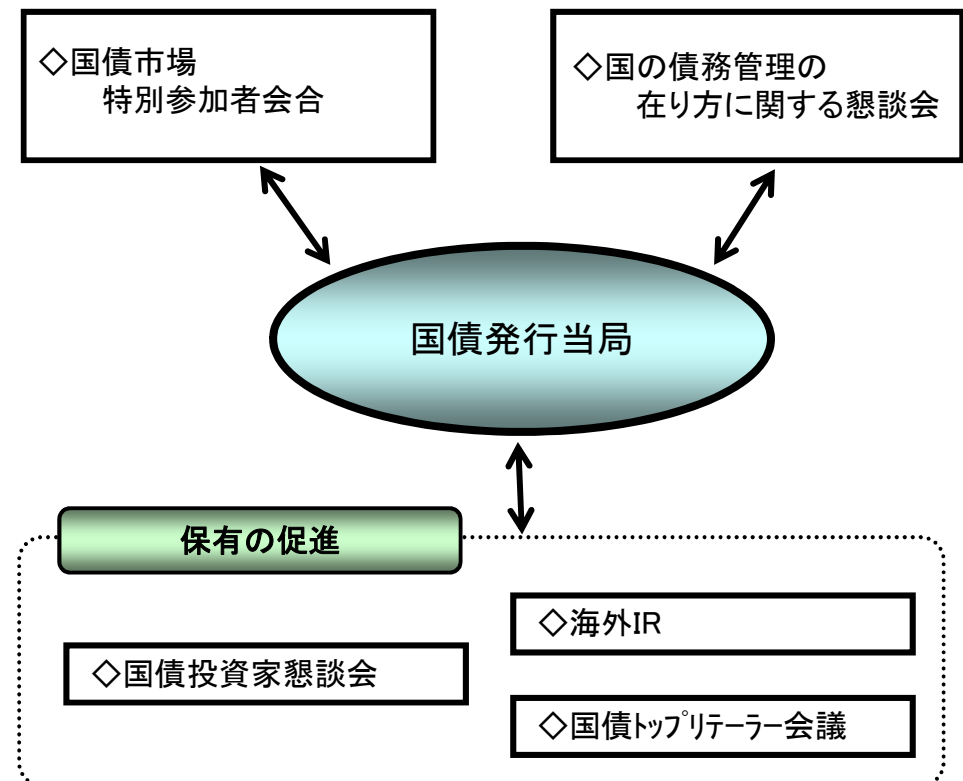 ◇国債市場
特別参加者会合
◇国の債務管理の
在り方に関する懇談会
国債発行当局
保有の促進
◇国債投資家懇談会
◇海外IR
◇国債ﾄｯﾌﾟﾘﾃｰﾗｰ会議